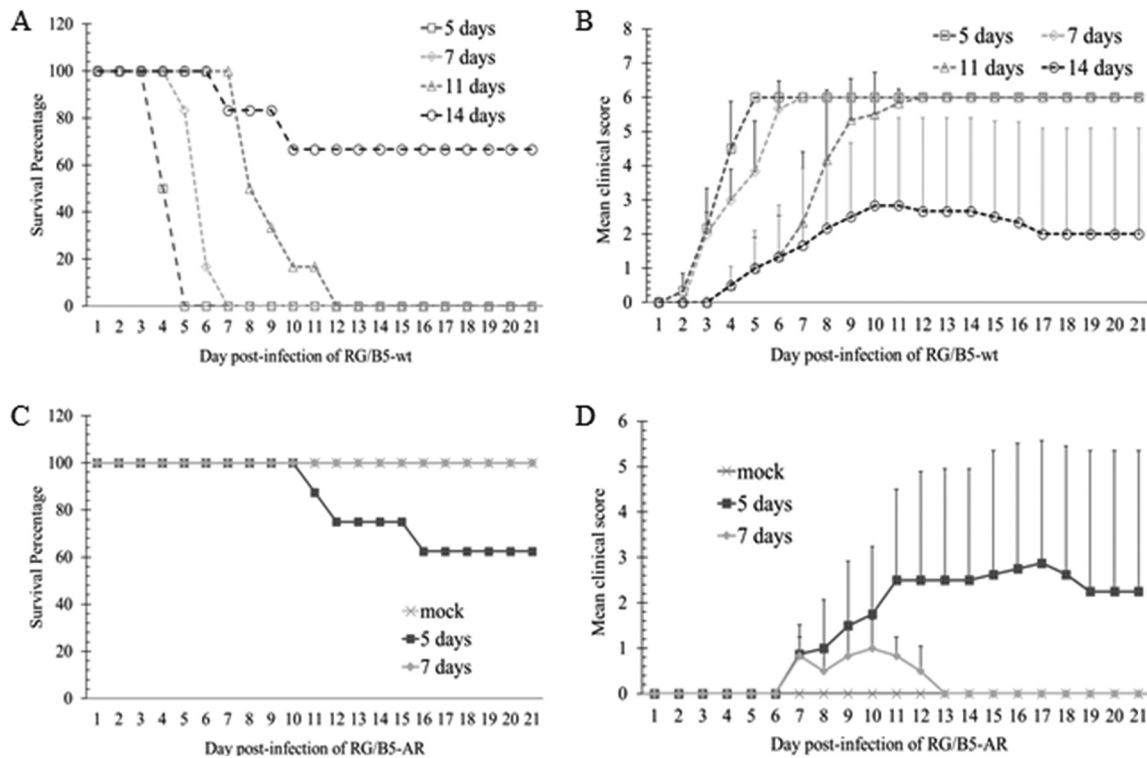 A
Survival Percentage
120
100
80
60
40
20
0
5 days
7 days
11 days
14 days
1 2 3 4 5 6 7 8 9 10 11 12 13 14 15 16 17 18 19 20 21
Day post-infection of RG/B5-wt
B
Mean clinical score
8
7
6
5
4
3
2
1
0
5 days 7 days
11 days 14 days
1 2 3 4 5 6 7 8 9 10 11 12 13 14 15 16 17 18 19 20 21
Day post-infection of RG/B5-wt
C
Survival Percentage
120
100
80
60
40
20
0
mock
5 days
7 days
1 2 3 4 5 6 7 8 9 10 11 12 13 14 15 16 17 18 19 20 21
Day post-infection of RG/B5-AR
D
Mean clinical score
6
5
4
3
2
1
0
mock
5 days
7 days
1 2 3 4 5 6 7 8 9 10 11 12 13 14 15 16 17 18 19 20 21
Day post-infection of RG/B5-AR